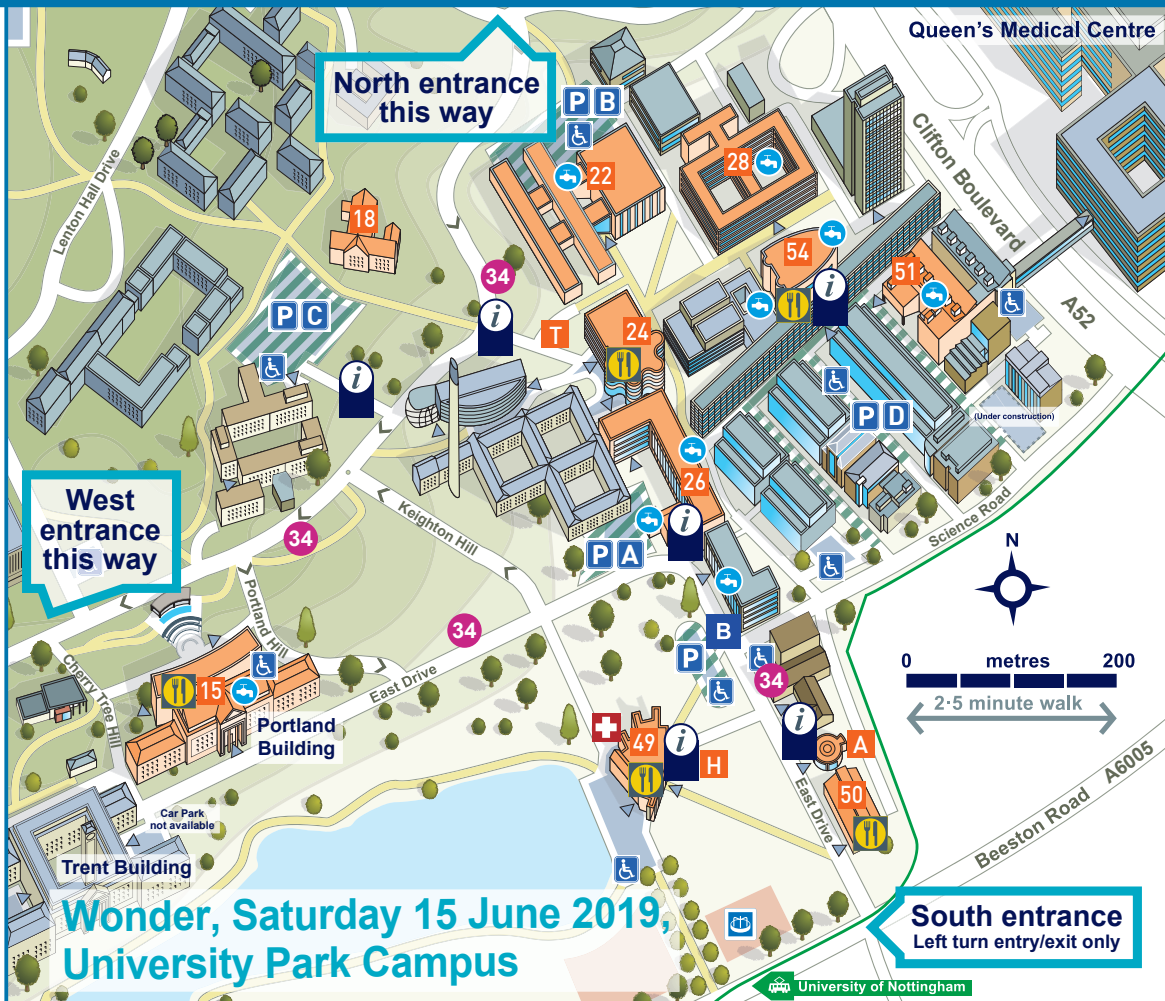 Queen's Medical Centre
North entrance
this way
P B
22
28
Clifton Boulevard
Lenton Hall Drive
18
54
51
34
i
i
A52
P C
T
24
i
(Under construction)
P D
26
West
entrance
this way
Keighton Hill
34
i
Science Road
P A
N
Portland Hill
34
B
P
0 metres 200
2·5 minute walk
Cherry Tree Hill
15
East Drive
34
Portland
Building
49
i
H
i
A
50
Car Park
not available
East Drive
Beeston Road A6005
Trent Building
Wonder, Saturday 15 June 2019,
University Park Campus
South entrance
Left turn entry/exit only
University of Nottingham